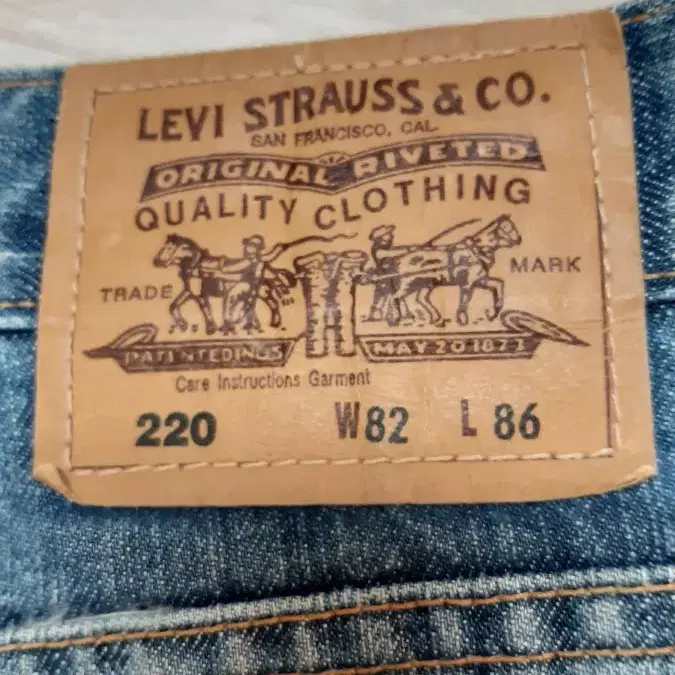 LEVI STRAUSS & CO.
SAN FRANCISCO, CAL.
ORIGINAL RIVETED
QUALITY CLOTHING
TRADE MARK
PATENTEDINUS MAY 20 1873
Care Instructions Garment
220 W82 L 86